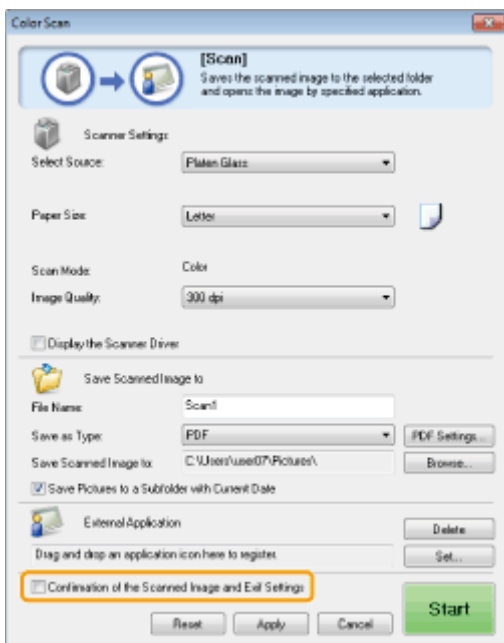 Color Scan
[Scan]
Saves the scanned image to the selected folder
and opens the image by specified application.
Scanner Settings
Select Source: Platen Glass
Paper Size: Letter
Scan Mode: Color
Image Quality: 300 dpi
Display the Scanner Driver
Save Scanned Image to
File Name: Scan1
Save as Type: PDF PDF Settings...
Save Scanned Image to: C:\Users\user07\Pictures\ Browse...
Save Pictures to a Subfolder with Current Date
External Application Delete
Drag and drop an application icon here to register. Set...
Confirmation of the Scanned Image and Exif Settings
Start
Reset Apply Cancel